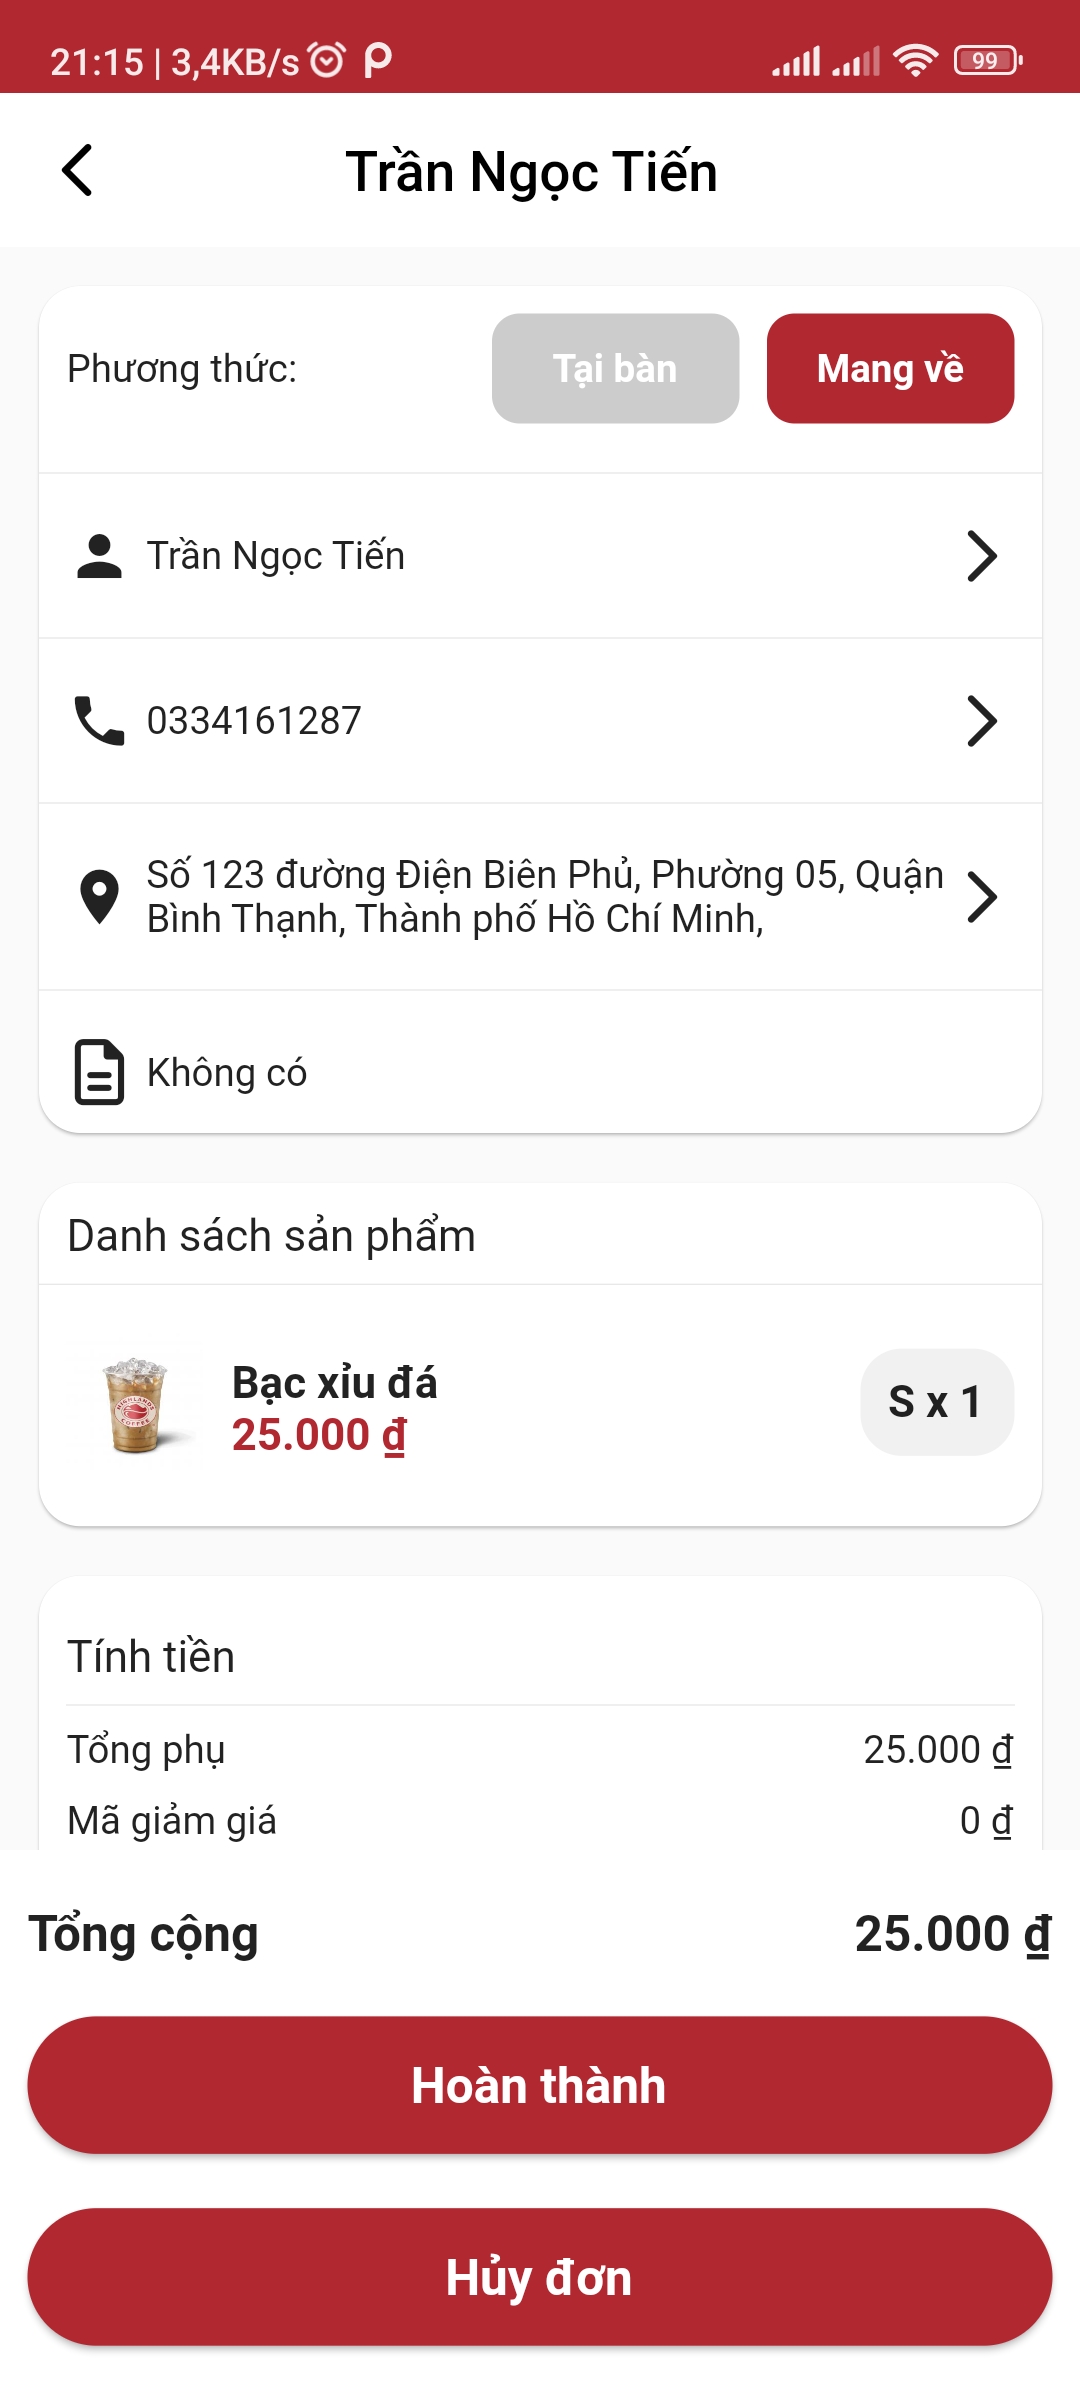 21:15 | 3,4KB/s
99
Trần Ngọc Tiến
Phương thức:
Tại bàn
Mang về
Trần Ngọc Tiến
0334161287
Số 123 đường Điện Biên Phủ, Phường 05, Quận
Bình Thạnh, Thành phố Hồ Chí Minh,
Không có
Danh sách sản phẩm
HIGHLANDS
COFFEE
Bạc xỉu đá
25.000 ₫
S x 1
Tính tiền
Tổng phụ
25.000 ₫
Mã giảm giá
0 ₫
Tổng cộng
25.000 ₫
Hoàn thành
Hủy đơn